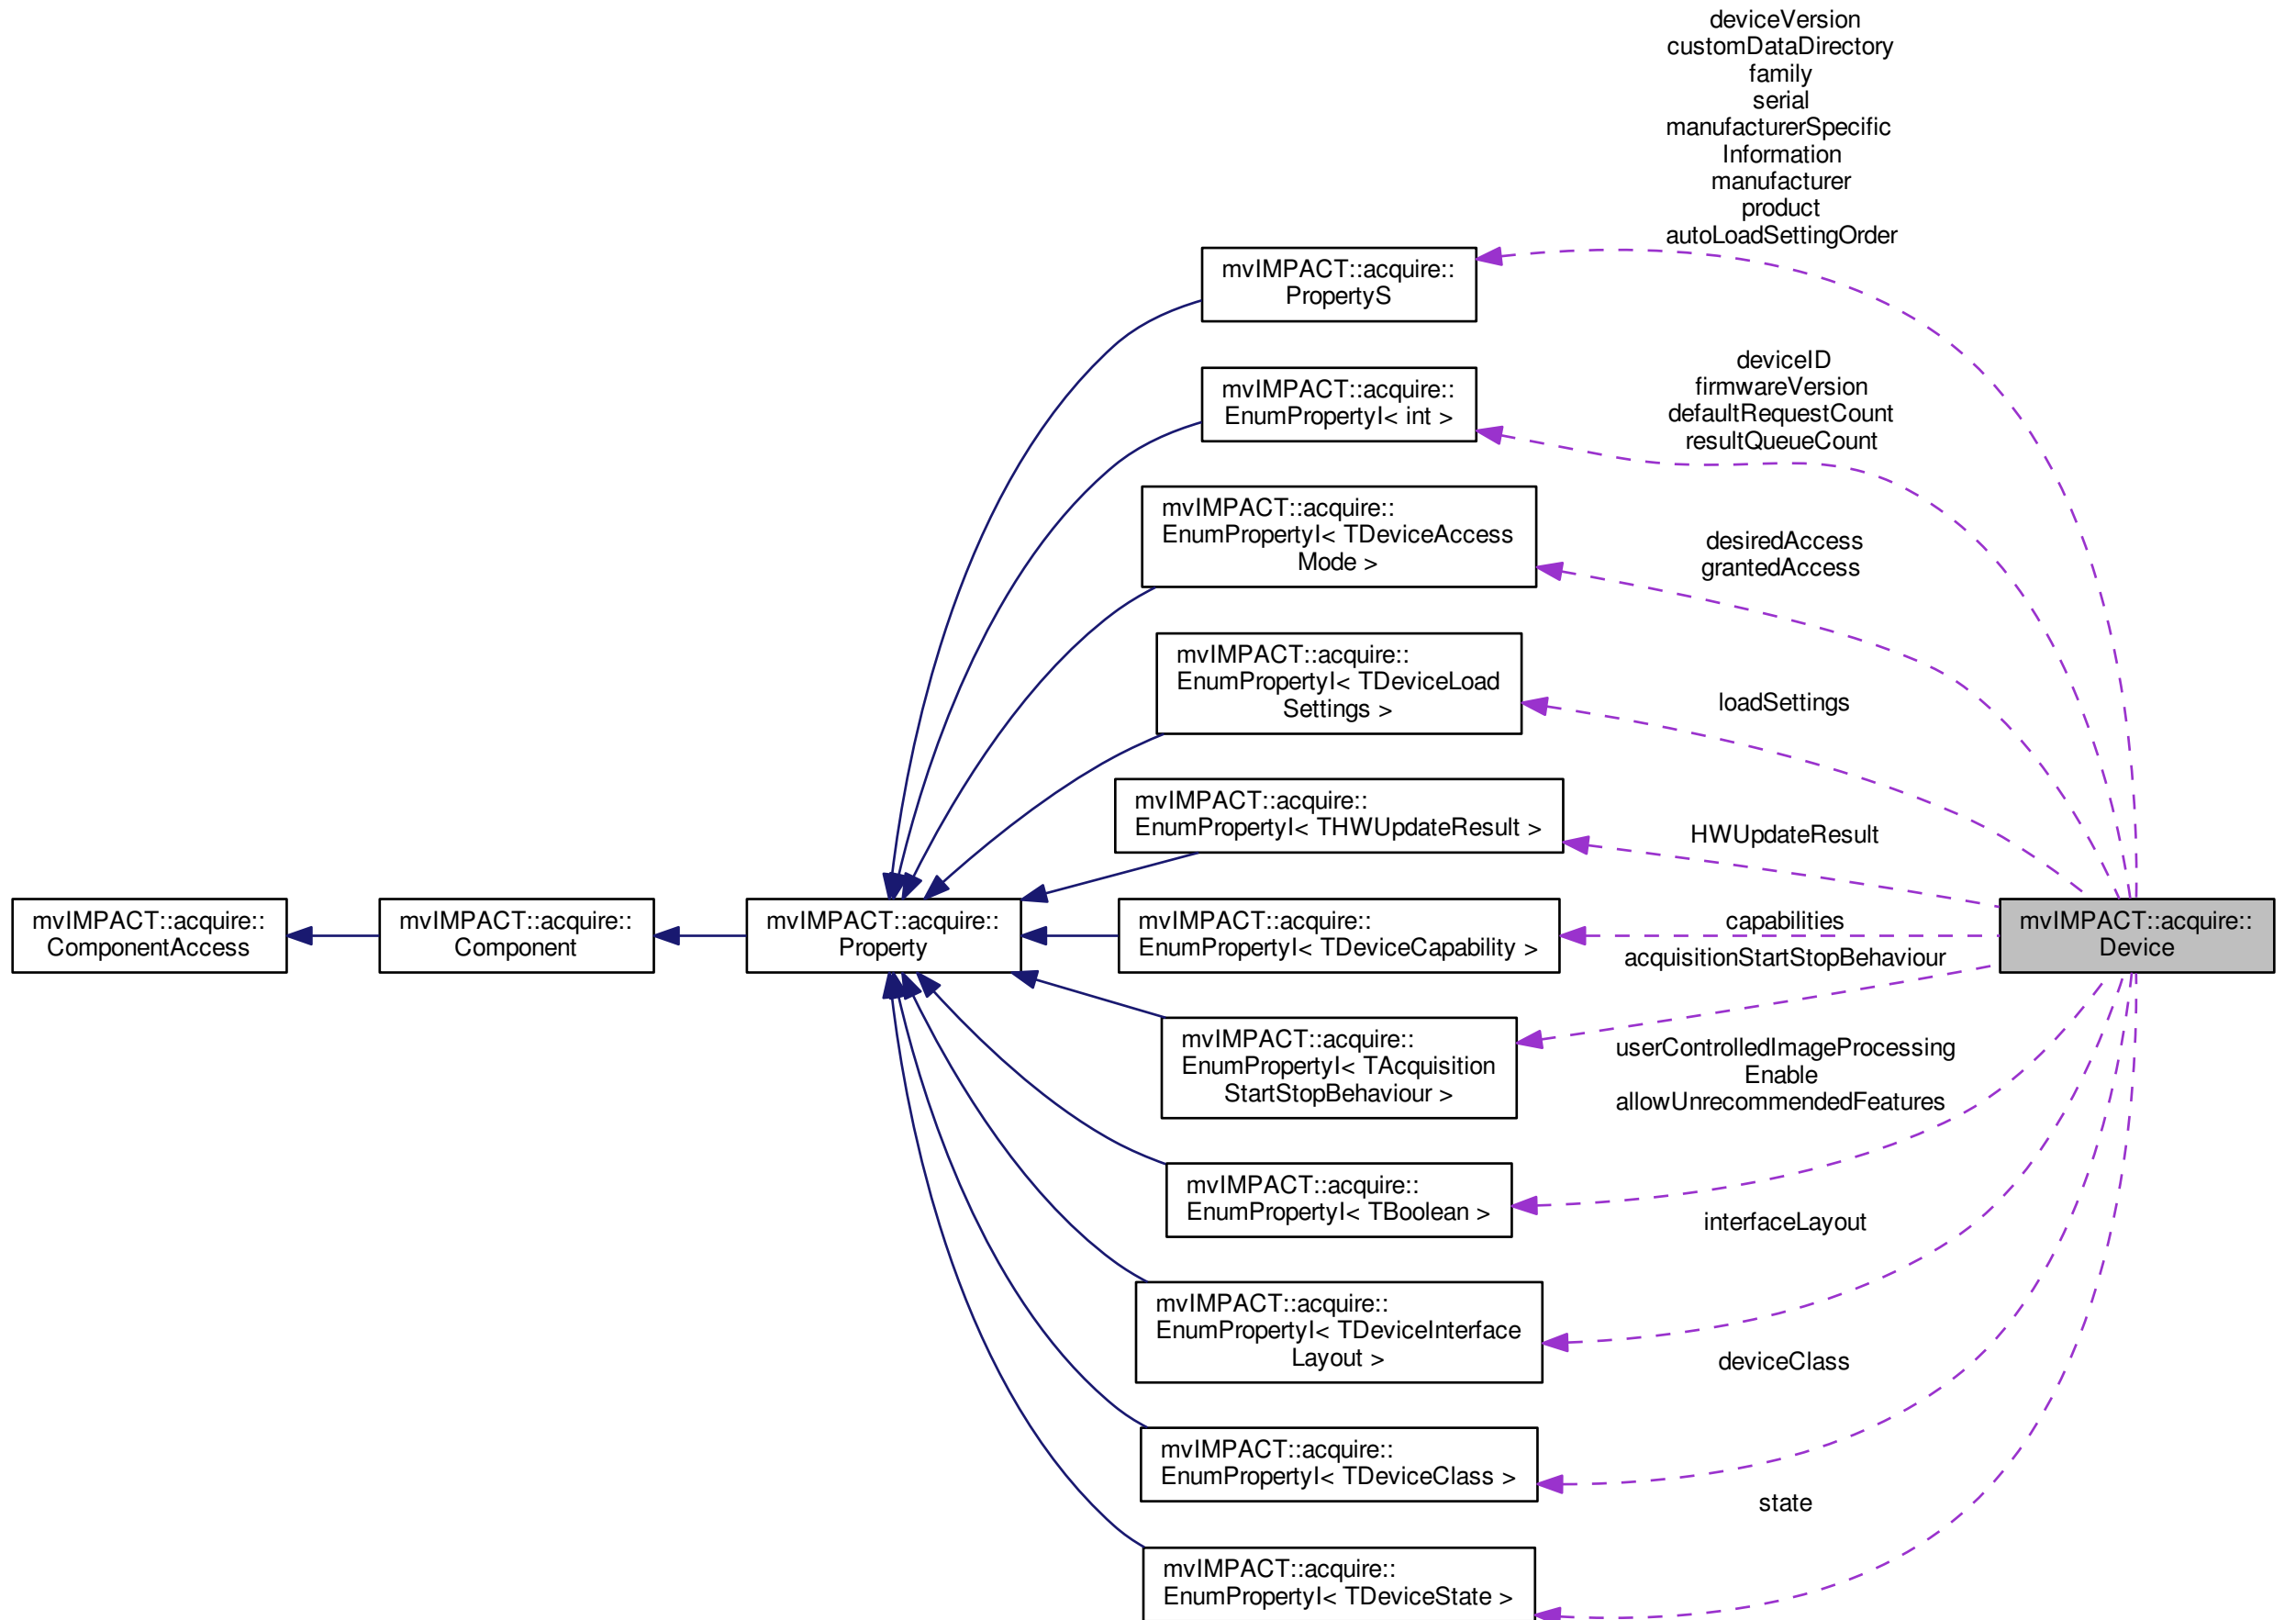 deviceVersion
customDataDirectory
family
serial
manufacturerSpecific
Information
manufacturer
product
autoLoadSettingOrder
mvIMPACT::acquire::
PropertyS
deviceID
firmwareVersion
defaultRequestCount
resultQueueCount
mvIMPACT::acquire::
EnumPropertyI< int >
mvIMPACT::acquire::
EnumPropertyI< TDeviceAccess
Mode >
desiredAccess
grantedAccess
mvIMPACT::acquire::
EnumPropertyI< TDeviceLoad
Settings >
loadSettings
mvIMPACT::acquire::
EnumPropertyI< THWUpdateResult >
HWUpdateResult
mvIMPACT::acquire::
ComponentAccess
mvIMPACT::acquire::
Component
mvIMPACT::acquire::
Property
mvIMPACT::acquire::
EnumPropertyI< TDeviceCapability >
capabilities
mvIMPACT::acquire::
Device
acquisitionStartStopBehaviour
mvIMPACT::acquire::
EnumPropertyI< TAcquisition
StartStopBehaviour >
userControlledImageProcessing
Enable
allowUnrecommendedFeatures
mvIMPACT::acquire::
EnumPropertyI< TBoolean >
interfaceLayout
mvIMPACT::acquire::
EnumPropertyI< TDeviceInterface
Layout >
deviceClass
mvIMPACT::acquire::
EnumPropertyI< TDeviceClass >
state
mvIMPACT::acquire::
EnumPropertyI< TDeviceState >